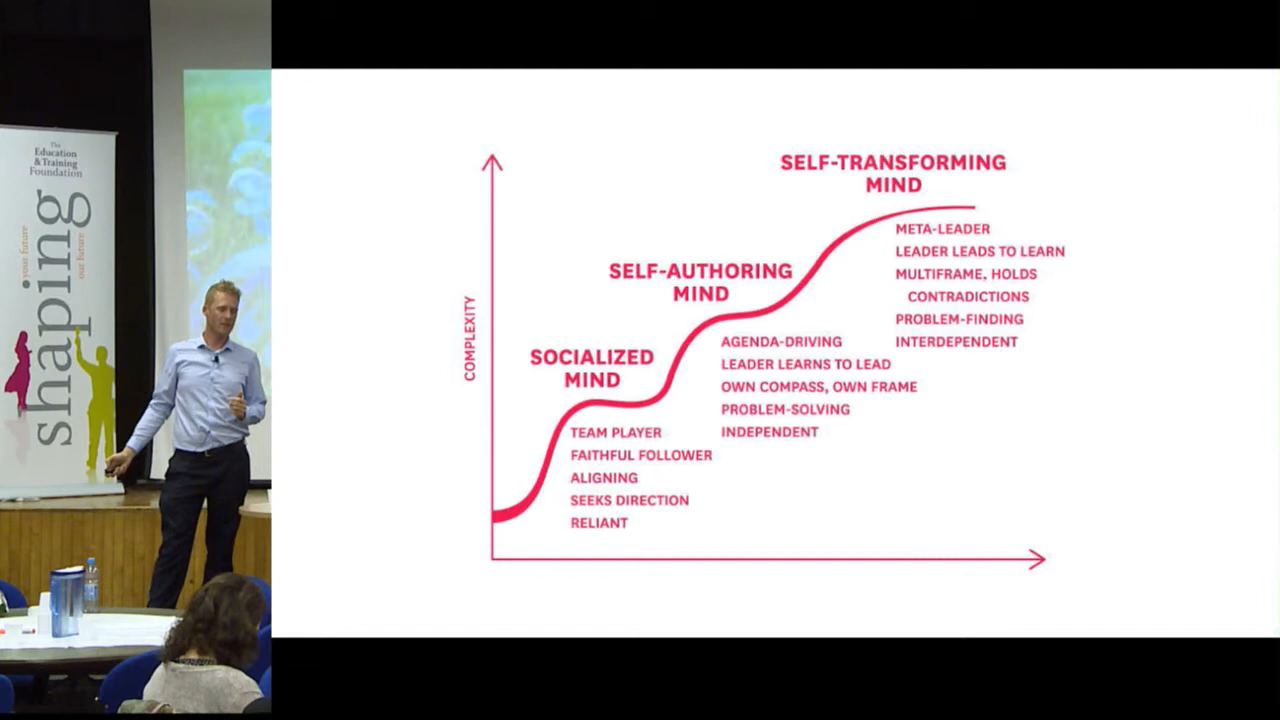 The
Education
& Training
Foundation
shaping
your future
our future
SELF-TRANSFORMING
MIND
META-LEADER
LEADER LEADS TO LEARN
MULTIFRAME, HOLDS
CONTRADICTIONS
PROBLEM-FINDING
INTERDEPENDENT
SELF-AUTHORING
MIND
AGENDA-DRIVING
LEADER LEARNS TO LEAD
OWN COMPASS, OWN FRAME
PROBLEM-SOLVING
INDEPENDENT
SOCIALIZED
MIND
TEAM PLAYER
FAITHFUL FOLLOWER
ALIGNING
SEEKS DIRECTION
RELIANT
COMPLEXITY